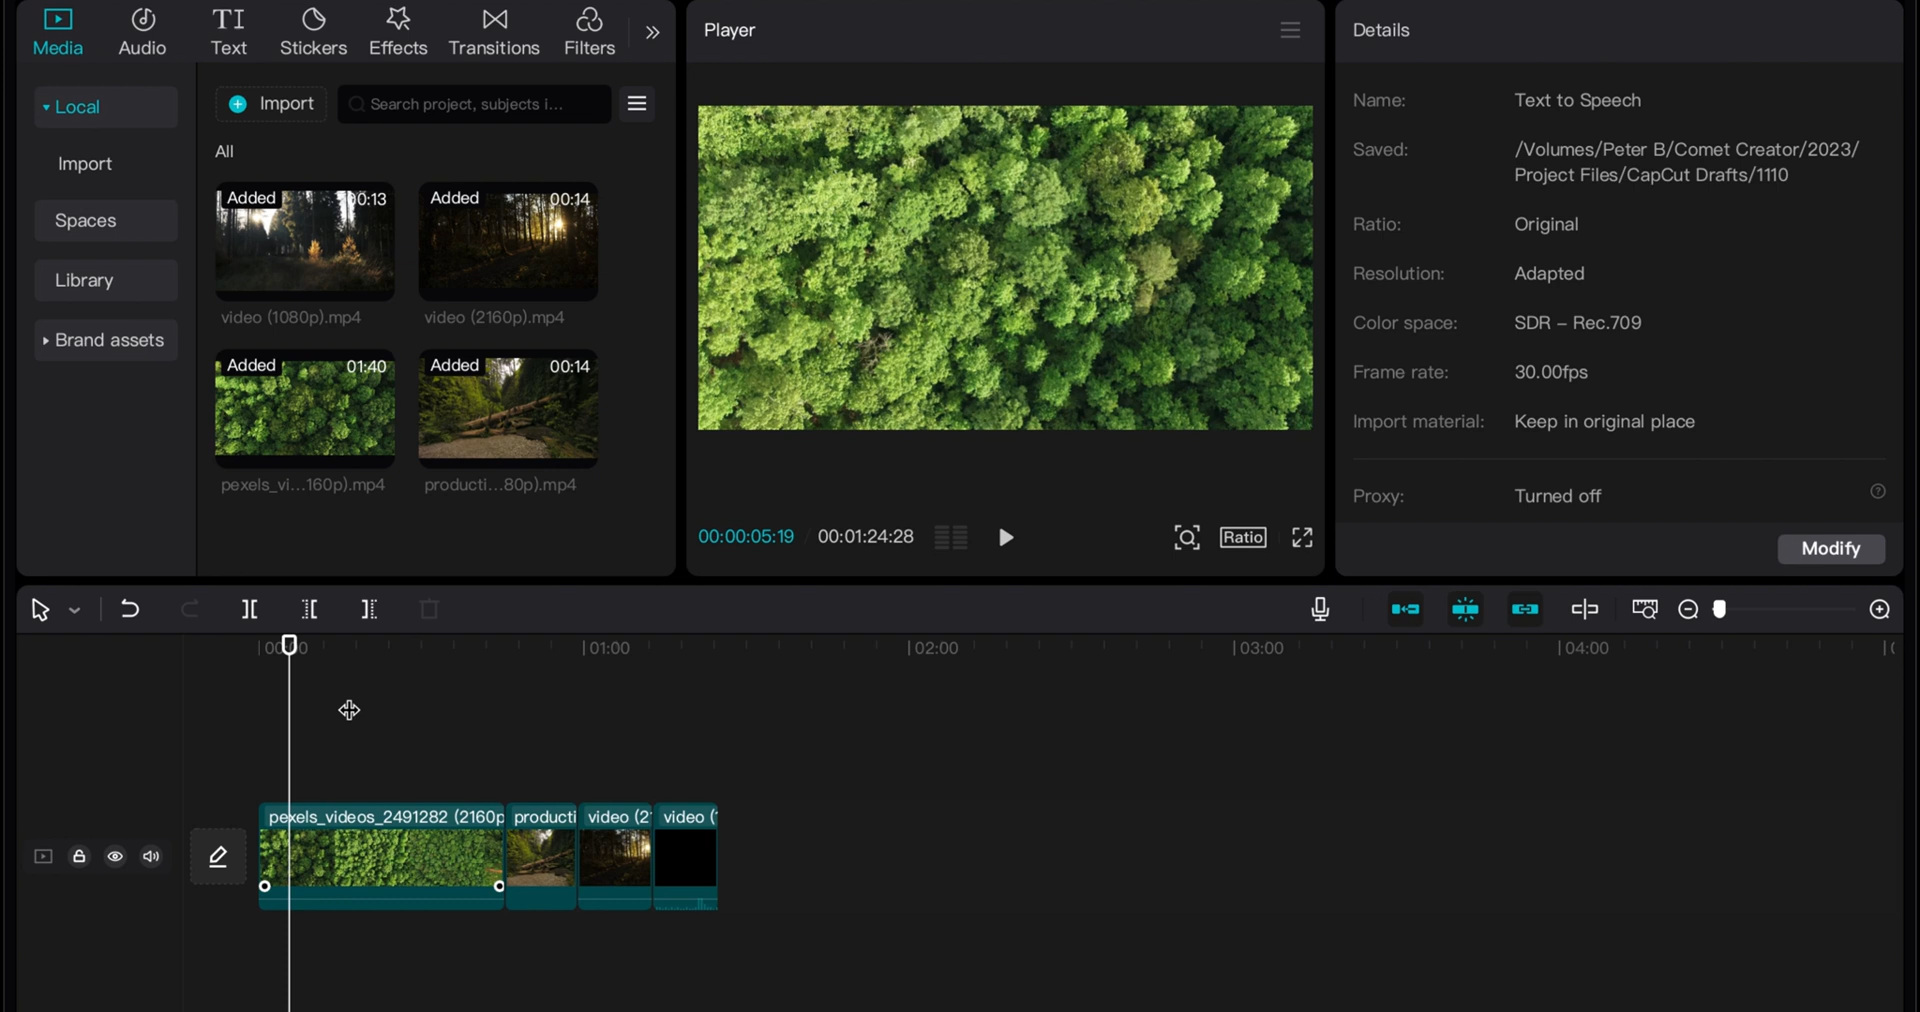 Media Audio Text Stickers Effects Transitions Filters
Local
Import
Spaces
Library
Brand assets
Import Search project, subjects i...
All
Added 00:13
video (1080p).mp4
Added 00:14
video (2160p).mp4
Added 01:40
pexels_vi...160p).mp4
Added 00:14
producti...80p).mp4
Player
00:00:05:19 00:01:24:28
Ratio
Details
Name: Text to Speech
Saved: /Volumes/Peter B/Comet Creator/2023/
Project Files/CapCut Drafts/1110
Ratio: Original
Resolution: Adapted
Color space: SDR – Rec.709
Frame rate: 30.00fps
Import material: Keep in original place
Proxy: Turned off
Modify
01:00 02:00 03:00 04:00
pexels_videos_2491282 (2160p producti video (2 video (